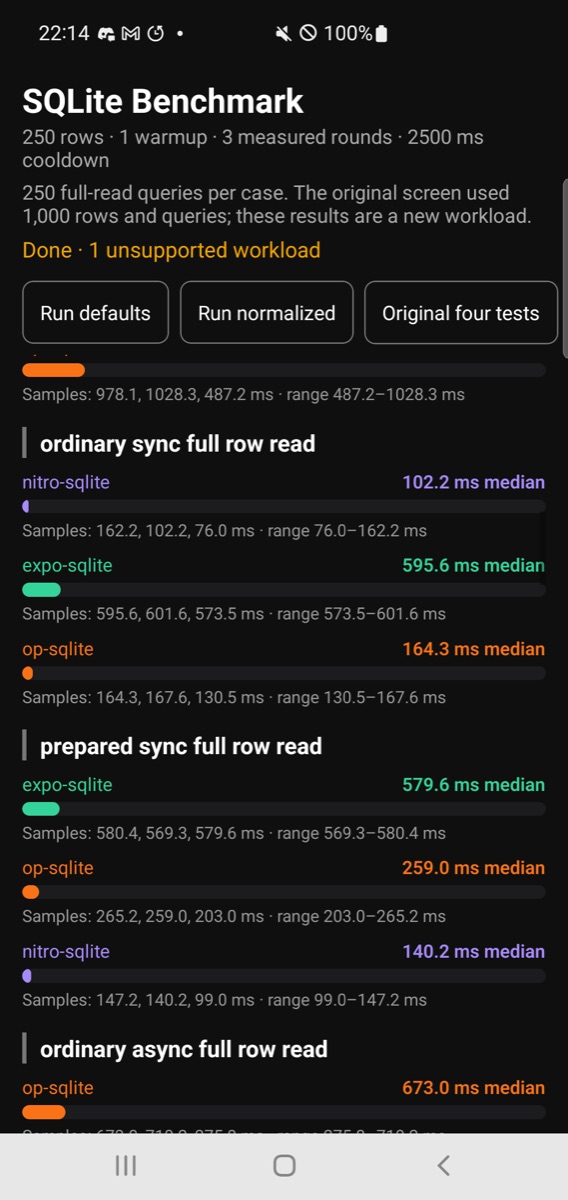 22:14
100%
SQLite Benchmark
250 rows · 1 warmup · 3 measured rounds · 2500 ms
cooldown
250 full-read queries per case. The original screen used
1,000 rows and queries; these results are a new workload.
Done · 1 unsupported workload
Run defaults
Run normalized
Original four tests
Samples: 978.1, 1028.3, 487.2 ms · range 487.2–1028.3 ms
ordinary sync full row read
nitro-sqlite
102.2 ms median
Samples: 162.2, 102.2, 76.0 ms · range 76.0–162.2 ms
expo-sqlite
595.6 ms median
Samples: 595.6, 601.6, 573.5 ms · range 573.5–601.6 ms
op-sqlite
164.3 ms median
Samples: 164.3, 167.6, 130.5 ms · range 130.5–167.6 ms
prepared sync full row read
expo-sqlite
579.6 ms median
Samples: 580.4, 569.3, 579.6 ms · range 569.3–580.4 ms
op-sqlite
259.0 ms median
Samples: 265.2, 259.0, 203.0 ms · range 203.0–265.2 ms
nitro-sqlite
140.2 ms median
Samples: 147.2, 140.2, 99.0 ms · range 99.0–147.2 ms
ordinary async full row read
op-sqlite
673.0 ms median